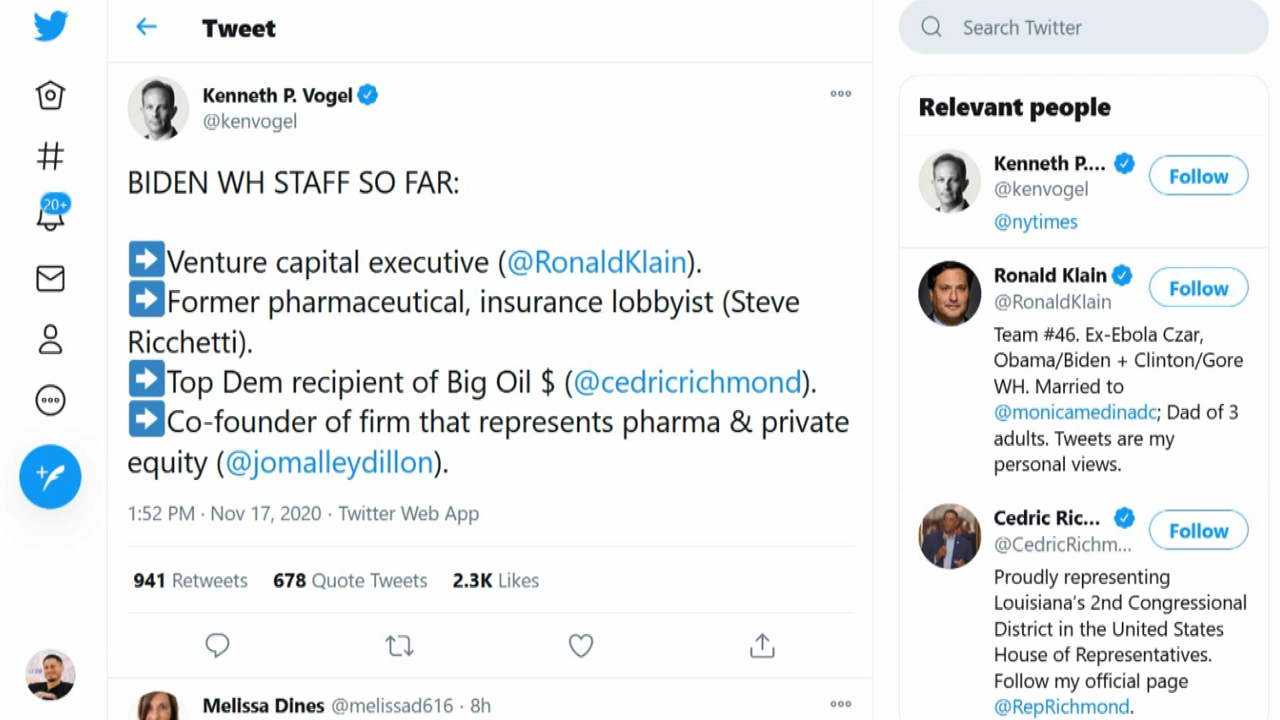 Tweet
Kenneth P. Vogel
@kenvogel
BIDEN WH STAFF SO FAR:
Venture capital executive (@RonaldKlain).
Former pharmaceutical, insurance lobbyist (Steve
Ricchetti).
Top Dem recipient of Big Oil $ (@cedricrichmond).
Co-founder of firm that represents pharma & private
equity (@jomalleydillon).
1:52 PM · Nov 17, 2020 · Twitter Web App
941 Retweets 678 Quote Tweets 2.3K Likes
Melissa Dines @melissad616 · 8h
20+
Search Twitter
Relevant people
Kenneth P....
@kenvogel
Follow
@nytimes
Ronald Klain
@RonaldKlain
Follow
Team #46. Ex-Ebola Czar,
Obama/Biden + Clinton/Gore
WH. Married to
@monicamedinadc; Dad of 3
adults. Tweets are my
personal views.
Cedric Ric...
@CedricRichm...
Follow
Proudly representing
Louisiana's 2nd Congressional
District in the United States
House of Representatives.
Follow my official page
@RepRichmond.